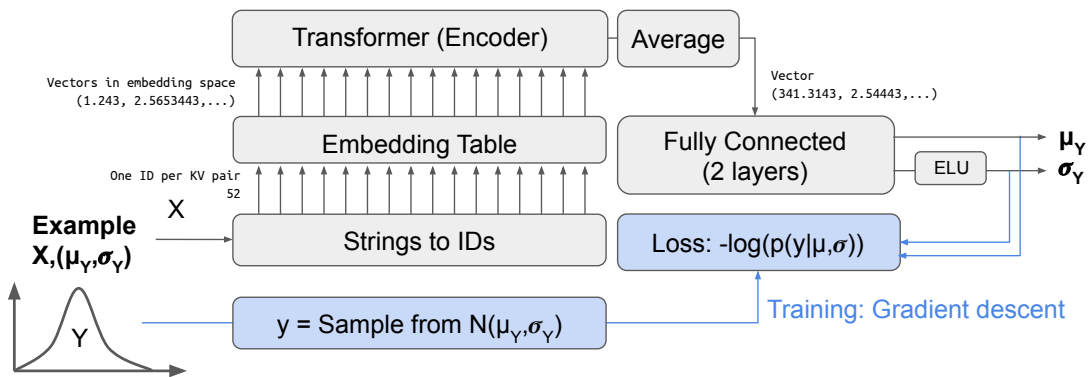 Transformer (Encoder)
Average
Vectors in embedding space
(1.243, 2.5653443,...)
Vector
(341.3143, 2.54443,...)
Embedding Table
Fully Connected
(2 layers)
μY
ELU
σY
One ID per KV pair
52
X
Example
X,(μY,σY)
Strings to IDs
Loss: -log(p(y|μ,σ))
Y
y = Sample from N(μY,σY)
Training: Gradient descent